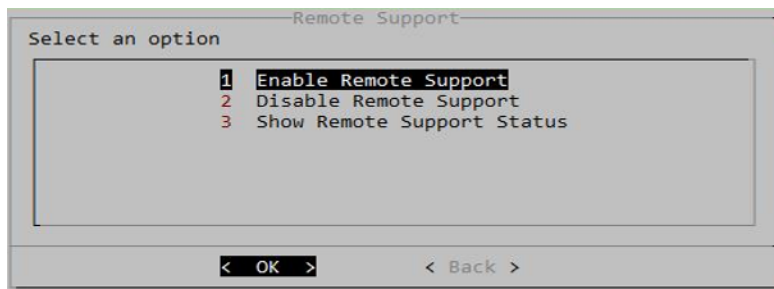 Remote Support
Select an option
1 Enable Remote Support
2 Disable Remote Support
3 Show Remote Support Status
< OK > < Back >